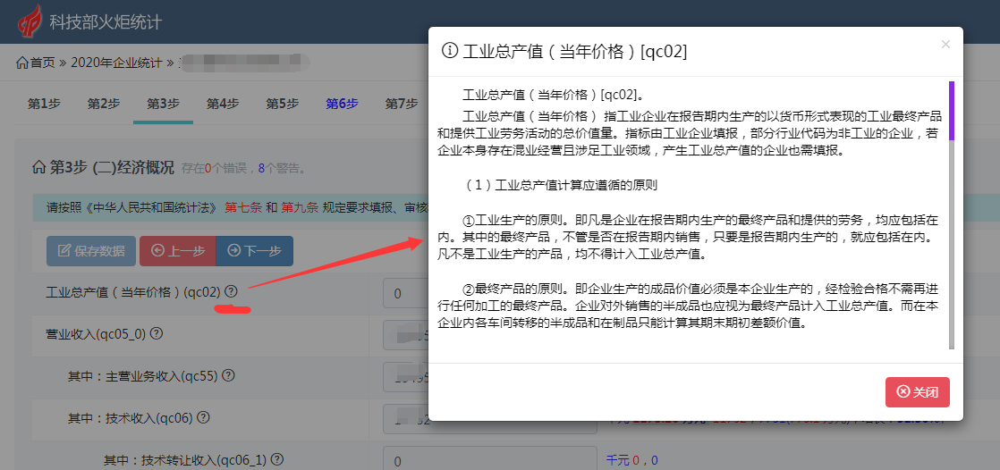 科技部火炬统计
首页 » 2020年企业统计 »
第1步 第2步 第3步 第4步 第5步 第6步 第7步
第3步 (二)经济概况 存在0个错误，8个警告。
请按照《中华人民共和国统计法》 第七条 和 第九条 规定要求填报、审核
保存数据 上一步 下一步
工业总产值（当年价格）(qc02) 0
营业收入(qc05_0)
其中：主营业务收入(qc55)
其中：技术收入(qc06)
其中：技术转让收入(qc06_1) 0 千元 0，0
工业总产值（当年价格）[qc02] ×
工业总产值（当年价格）[qc02]。
工业总产值（当年价格） 指工业企业在报告期内生产的以货币形式表现的工业最终产品
和提供工业劳务活动的总价值量。指标由工业企业填报，部分行业代码为非工业的企业，若
企业本身存在混业经营且涉足工业领域，产生工业总产值的企业也需填报。
（1）工业总产值计算应遵循的原则
①工业生产的原则。即凡是企业在报告期内生产的最终产品和提供的劳务，均应包括在
内。其中的最终产品，不管是否在报告期内销售，只要是报告期内生产的，就应包括在内。
凡不是工业生产的产品，均不得计入工业总产值。
②最终产品的原则。即企业生产的成品价值必须是本企业生产的，经检验合格不需再进
行任何加工的最终产品。企业对外销售的半成品也应视为最终产品计入工业总产值。而在本
企业内各车间转移的半成品和在制品只能计算其期末期初差额价值。
关闭